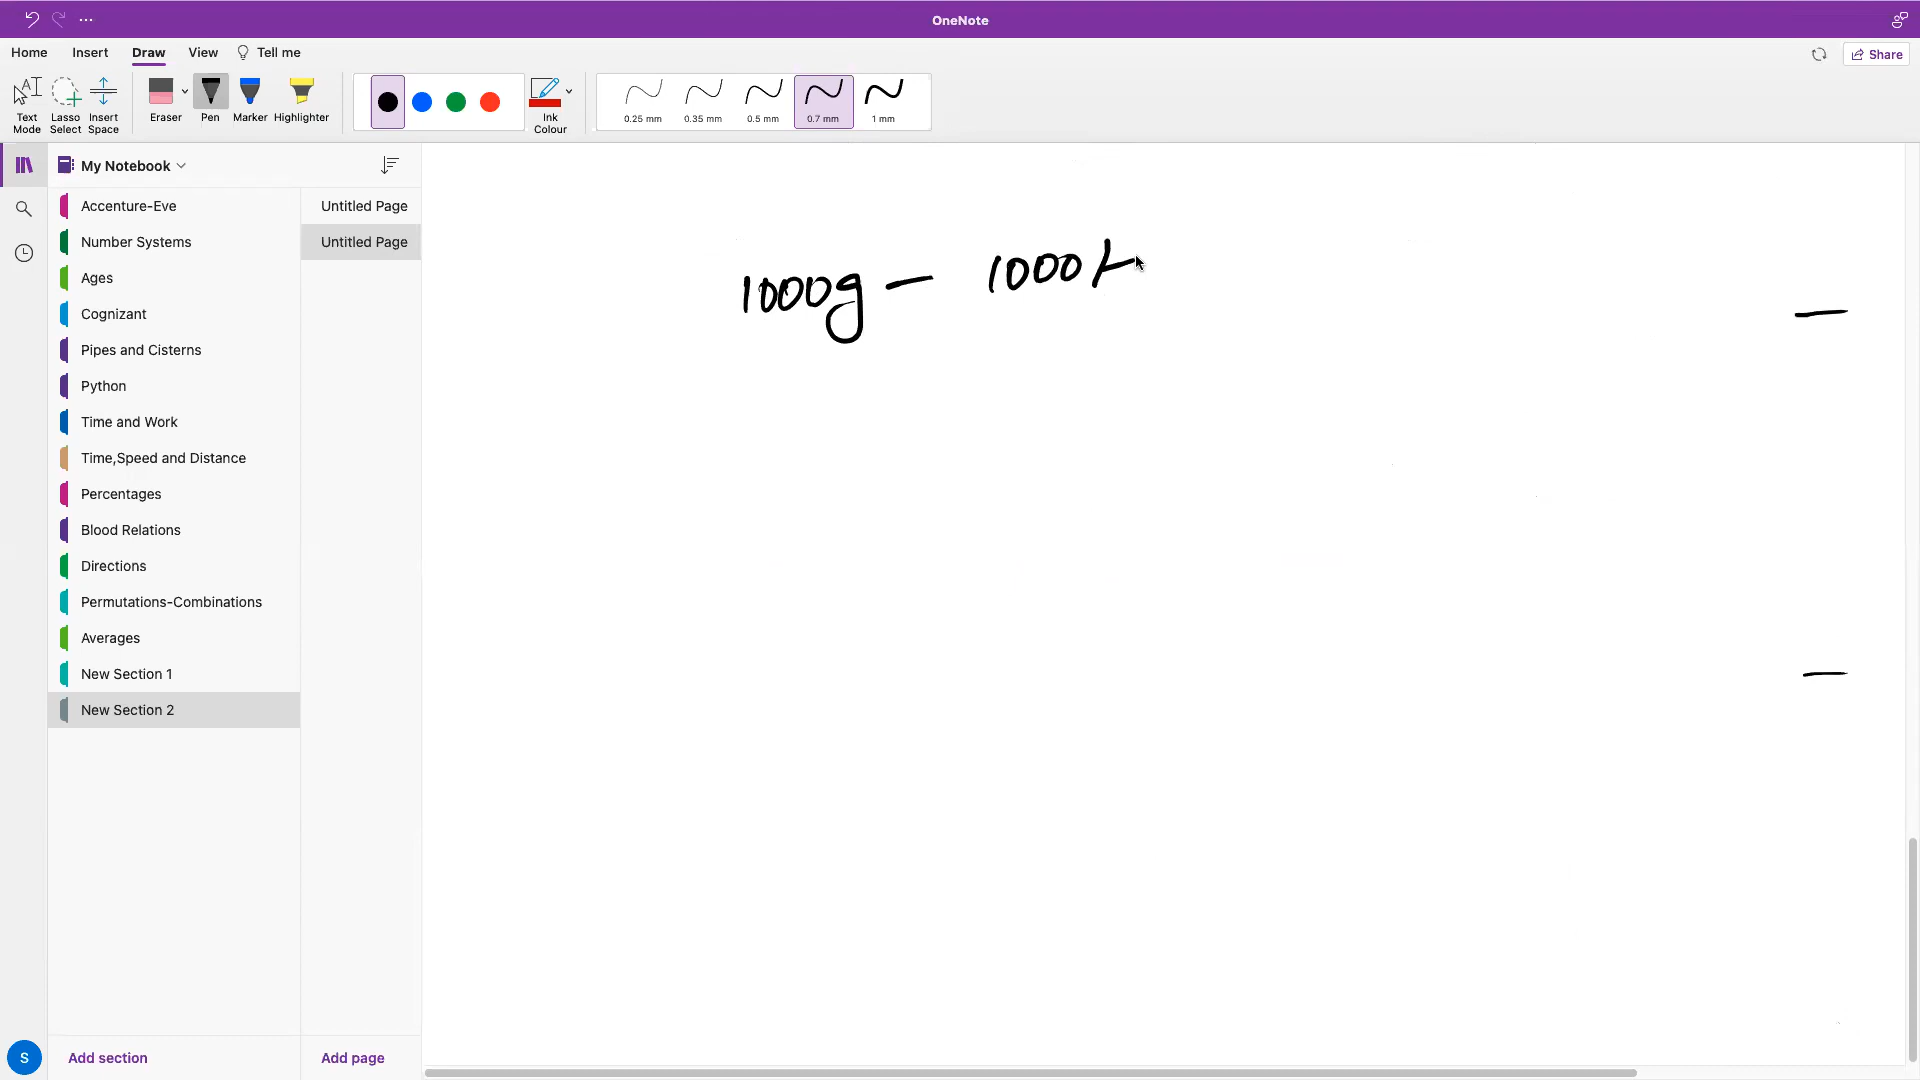 OneNote
Home Insert Draw View Tell me
Share
Text Mode Lasso Select Insert Space Eraser Pen Marker Highlighter Ink Colour 0.25 mm 0.35 mm 0.5 mm 0.7 mm 1 mm
My Notebook
Accenture-Eve
Number Systems
Ages
Cognizant
Pipes and Cisterns
Python
Time and Work
Time,Speed and Distance
Percentages
Blood Relations
Directions
Permutations-Combinations
Averages
New Section 1
New Section 2
Untitled Page
Untitled Page
1000g — 1000
S
Add section
Add page